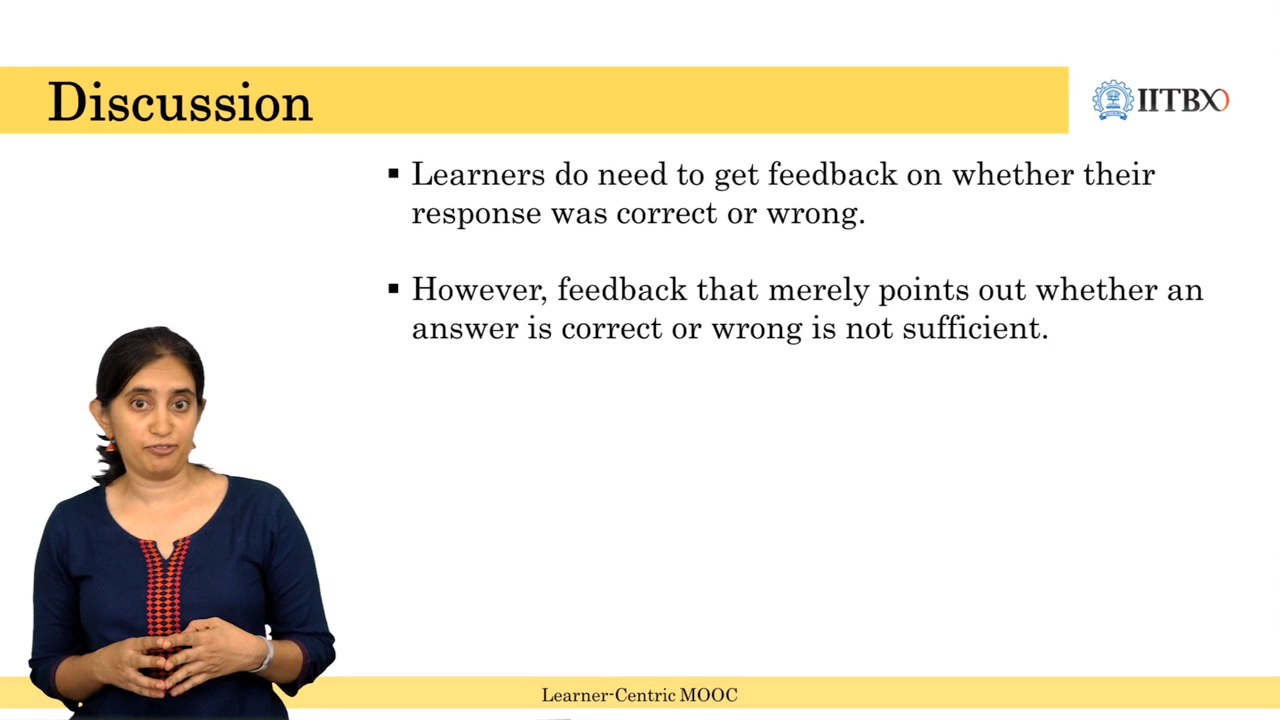 Discussion
IITBX
▪ Learners do need to get feedback on whether their
response was correct or wrong.
▪ However, feedback that merely points out whether an
answer is correct or wrong is not sufficient.
Learner-Centric MOOC